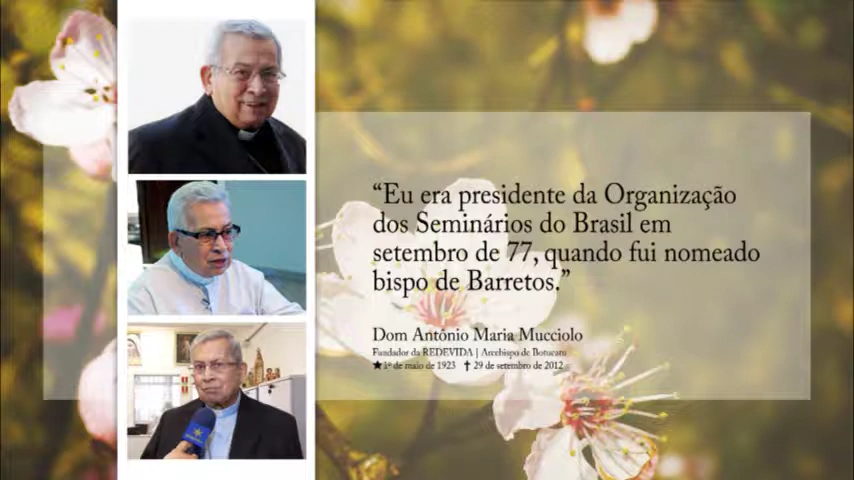 “Eu era presidente da Organização
dos Seminários do Brasil em
setembro de 77, quando fui nomeado
bispo de Barretos.”
Dom Antônio Maria Mucciolo
Fundador da REDEVIDA | Arcebispo de Botucatu
★1º de maio de 1923 ✝ 29 de setembro de 2012